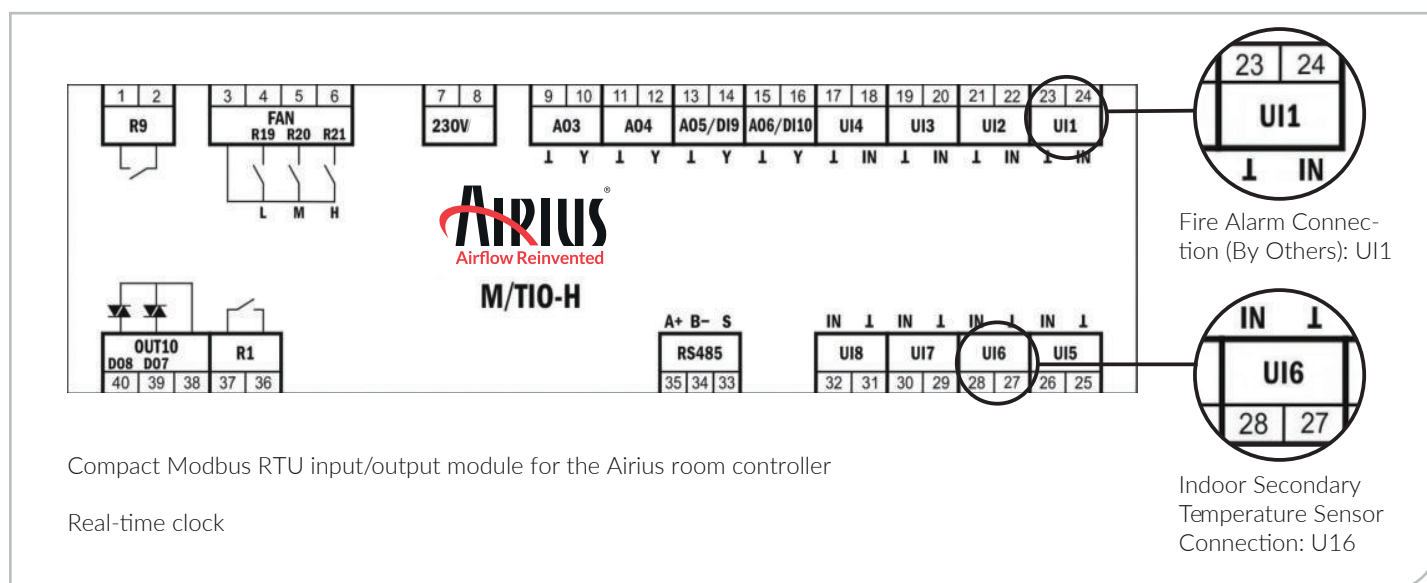 1 2 3 4 5 6 7 8 9 10 11 12 13 14 15 16 17 18 19 20 21 22 23 24
R9 FAN 230V A03 A04 A05/DI9 A06/DI10 UI4 UI3 UI2 UI1
R19 R20 R21
⊥ Y ⊥ Y ⊥ Y ⊥ Y ⊥ IN ⊥ IN ⊥ IN ⊥ IN
L M H
AIRIUS®
Airflow Reinvented
M/TIO-H
A+ B− S IN ⊥ IN ⊥ IN ⊥ IN ⊥
OUT10 R1 RS485 UI8 UI7 UI6 UI5
DO8 DO7
40 39 38 37 36 35 34 33 32 31 30 29 28 27 26 25
23 24
UI1
⊥ IN
Fire Alarm Connec-
tion (By Others): UI1
IN ⊥
UI6
28 27
Indoor Secondary
Temperature Sensor
Connection: U16
Compact Modbus RTU input/output module for the Airius room controller
Real-time clock